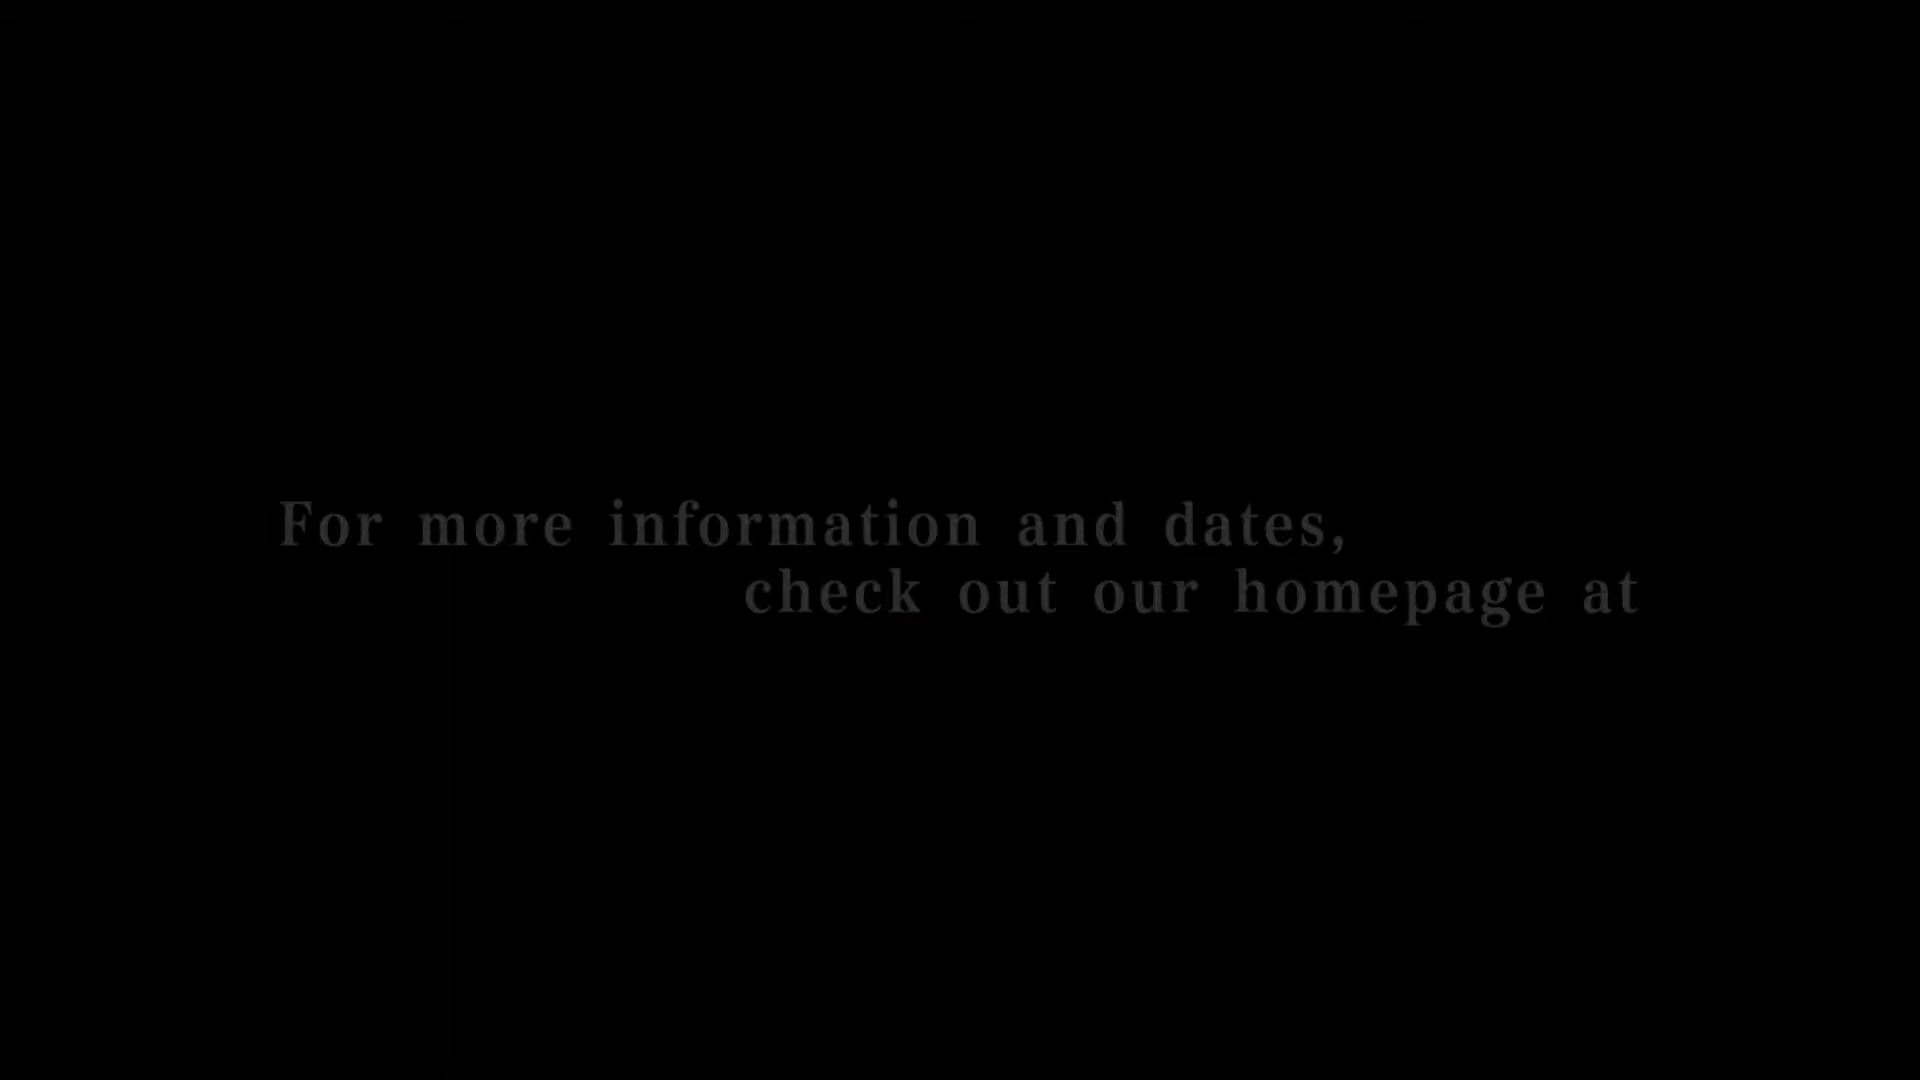 For more information and dates,
check out our homepage at